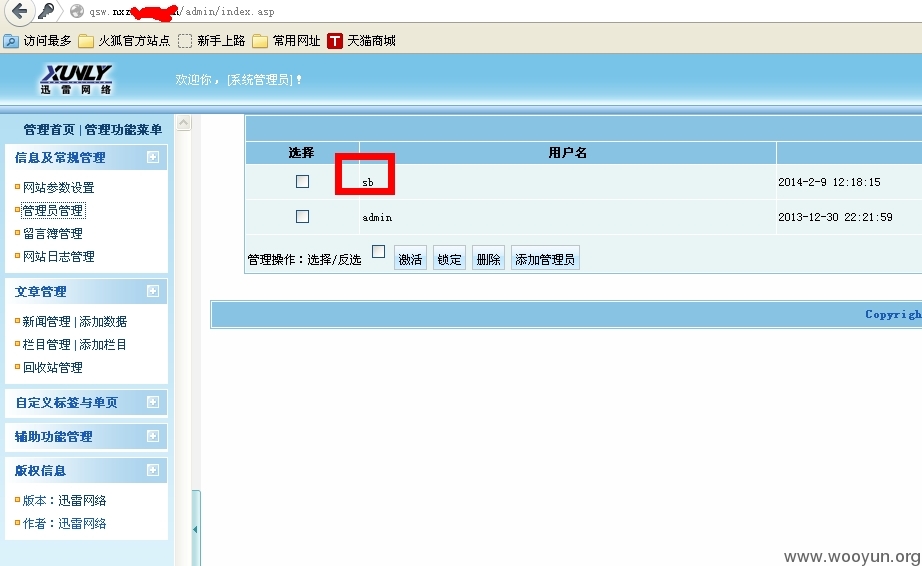 qsw.nxz n/admin/index.asp
访问最多 火狐官方站点 新手上路 常用网址 T 天猫商城
XUNLY
迅雷网络
欢迎你，[系统管理员]！
管理首页|管理功能菜单
信息及常规管理
网站参数设置
管理员管理
留言簿管理
网站日志管理
文章管理
新闻管理|添加数据
栏目管理|添加栏目
回收站管理
自定义标签与单页
辅助功能管理
版权信息
版本：迅雷网络
作者：迅雷网络
选择 用户名
sb 2014-2-9 12:18:15
admin 2013-12-30 22:21:59
管理操作：选择/反选 激活 锁定 删除 添加管理员
Copyrigh
www.wooyun.org